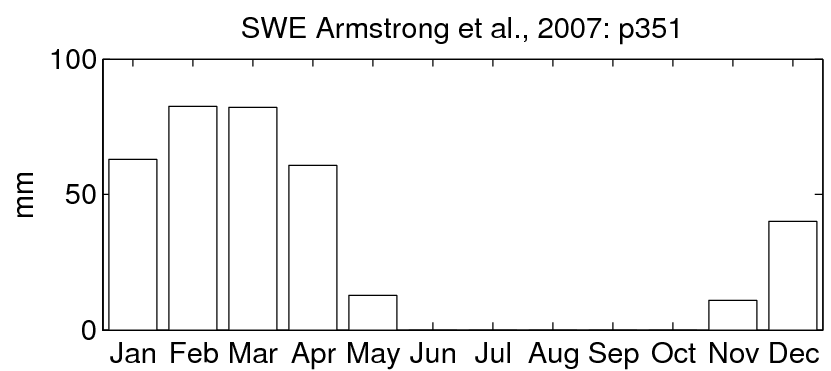 SWE Armstrong et al., 2007: p351
100
50
0
mm
Jan Feb Mar Apr May Jun Jul Aug Sep Oct Nov Dec